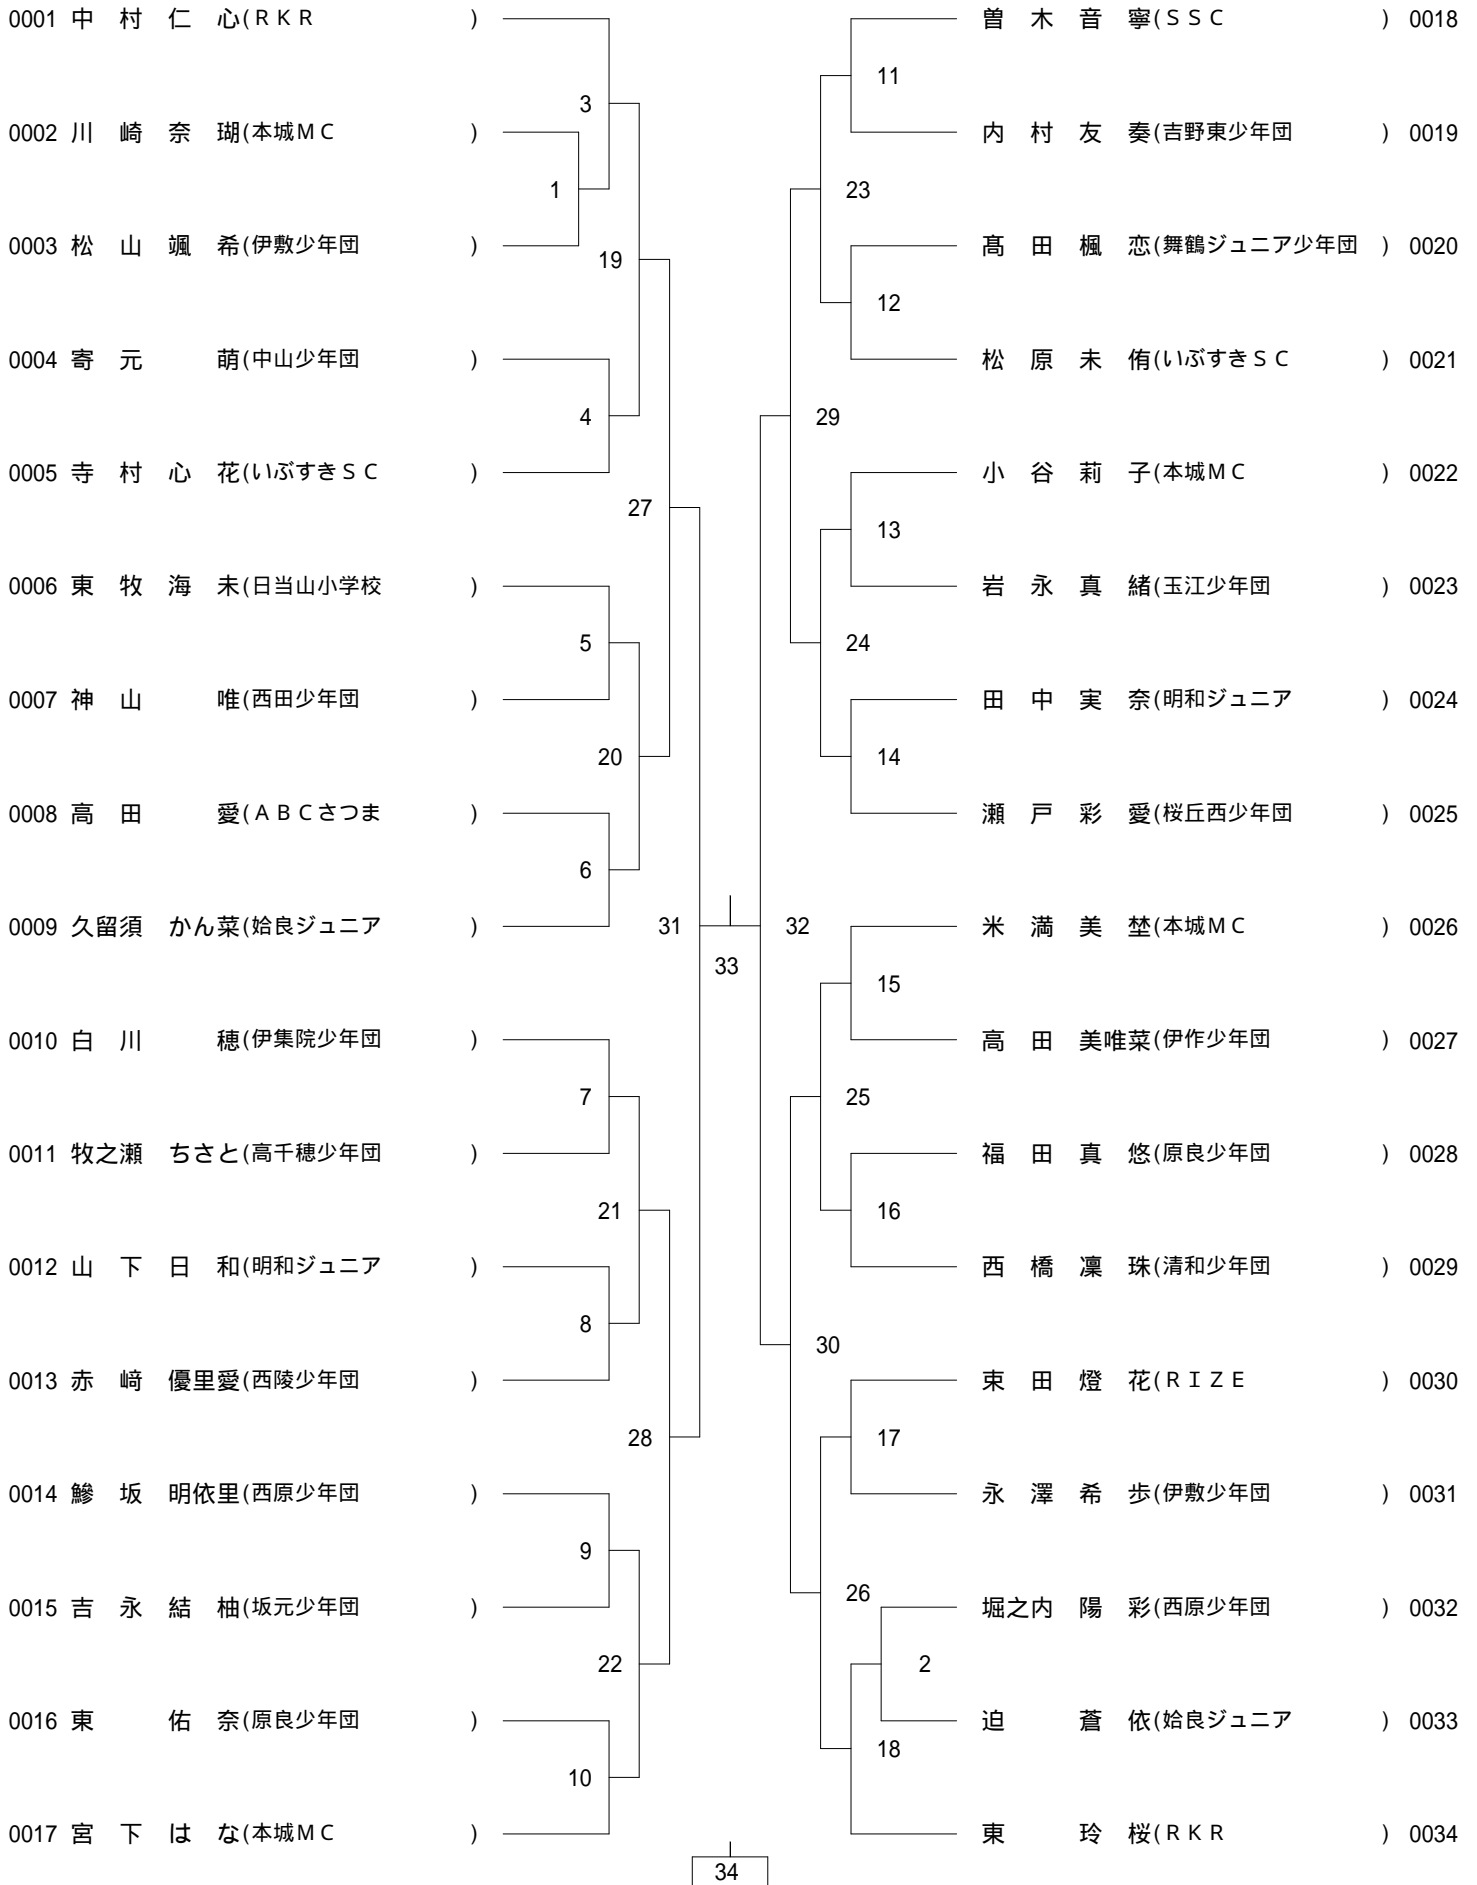 0001 中 村 仁 心(ＲＫＲ )
0002 川 崎 奈 瑚(本城ＭＣ )
0003 松 山 颯 希(伊敷少年団 )
0004 寄 元 萌(中山少年団 )
0005 寺 村 心 花(いぶすきＳＣ )
0006 東 牧 海 未(日当山小学校 )
0007 神 山 唯(西田少年団 )
0008 高 田 愛(ＡＢＣさつま )
0009 久留須 かん菜(姶良ジュニア )
0010 白 川 穂(伊集院少年団 )
0011 牧之瀬 ちさと(高千穂少年団 )
0012 山 下 日 和(明和ジュニア )
0013 赤 﨑 優里愛(西陵少年団 )
0014 鰺 坂 明依里(西原少年団 )
0015 吉 永 結 柚(坂元少年団 )
0016 東 佑 奈(原良少年団 )
0017 宮 下 は な(本城ＭＣ )
3
1
19
4
27
5
20
6
31
7
21
8
28
9
22
10
33
34
曽 木 音 寧(ＳＳＣ ) 0018
内 村 友 奏(吉野東少年団 ) 0019
髙 田 楓 恋(舞鶴ジュニア少年団 ) 0020
松 原 未 侑(いぶすきＳＣ ) 0021
小 谷 莉 子(本城ＭＣ ) 0022
岩 永 真 緒(玉江少年団 ) 0023
田 中 実 奈(明和ジュニア ) 0024
瀬 戸 彩 愛(桜丘西少年団 ) 0025
米 満 美 埜(本城ＭＣ ) 0026
高 田 美唯菜(伊作少年団 ) 0027
福 田 真 悠(原良少年団 ) 0028
西 橋 凜 珠(清和少年団 ) 0029
東 田 燈 花(ＲＩＺＥ ) 0030
永 澤 希 歩(伊敷少年団 ) 0031
堀之内 陽 彩(西原少年団 ) 0032
迫 蒼 依(姶良ジュニア ) 0033
東 玲 桜(ＲＫＲ ) 0034
11
23
12
29
13
24
14
32
15
25
16
30
17
26
2
18